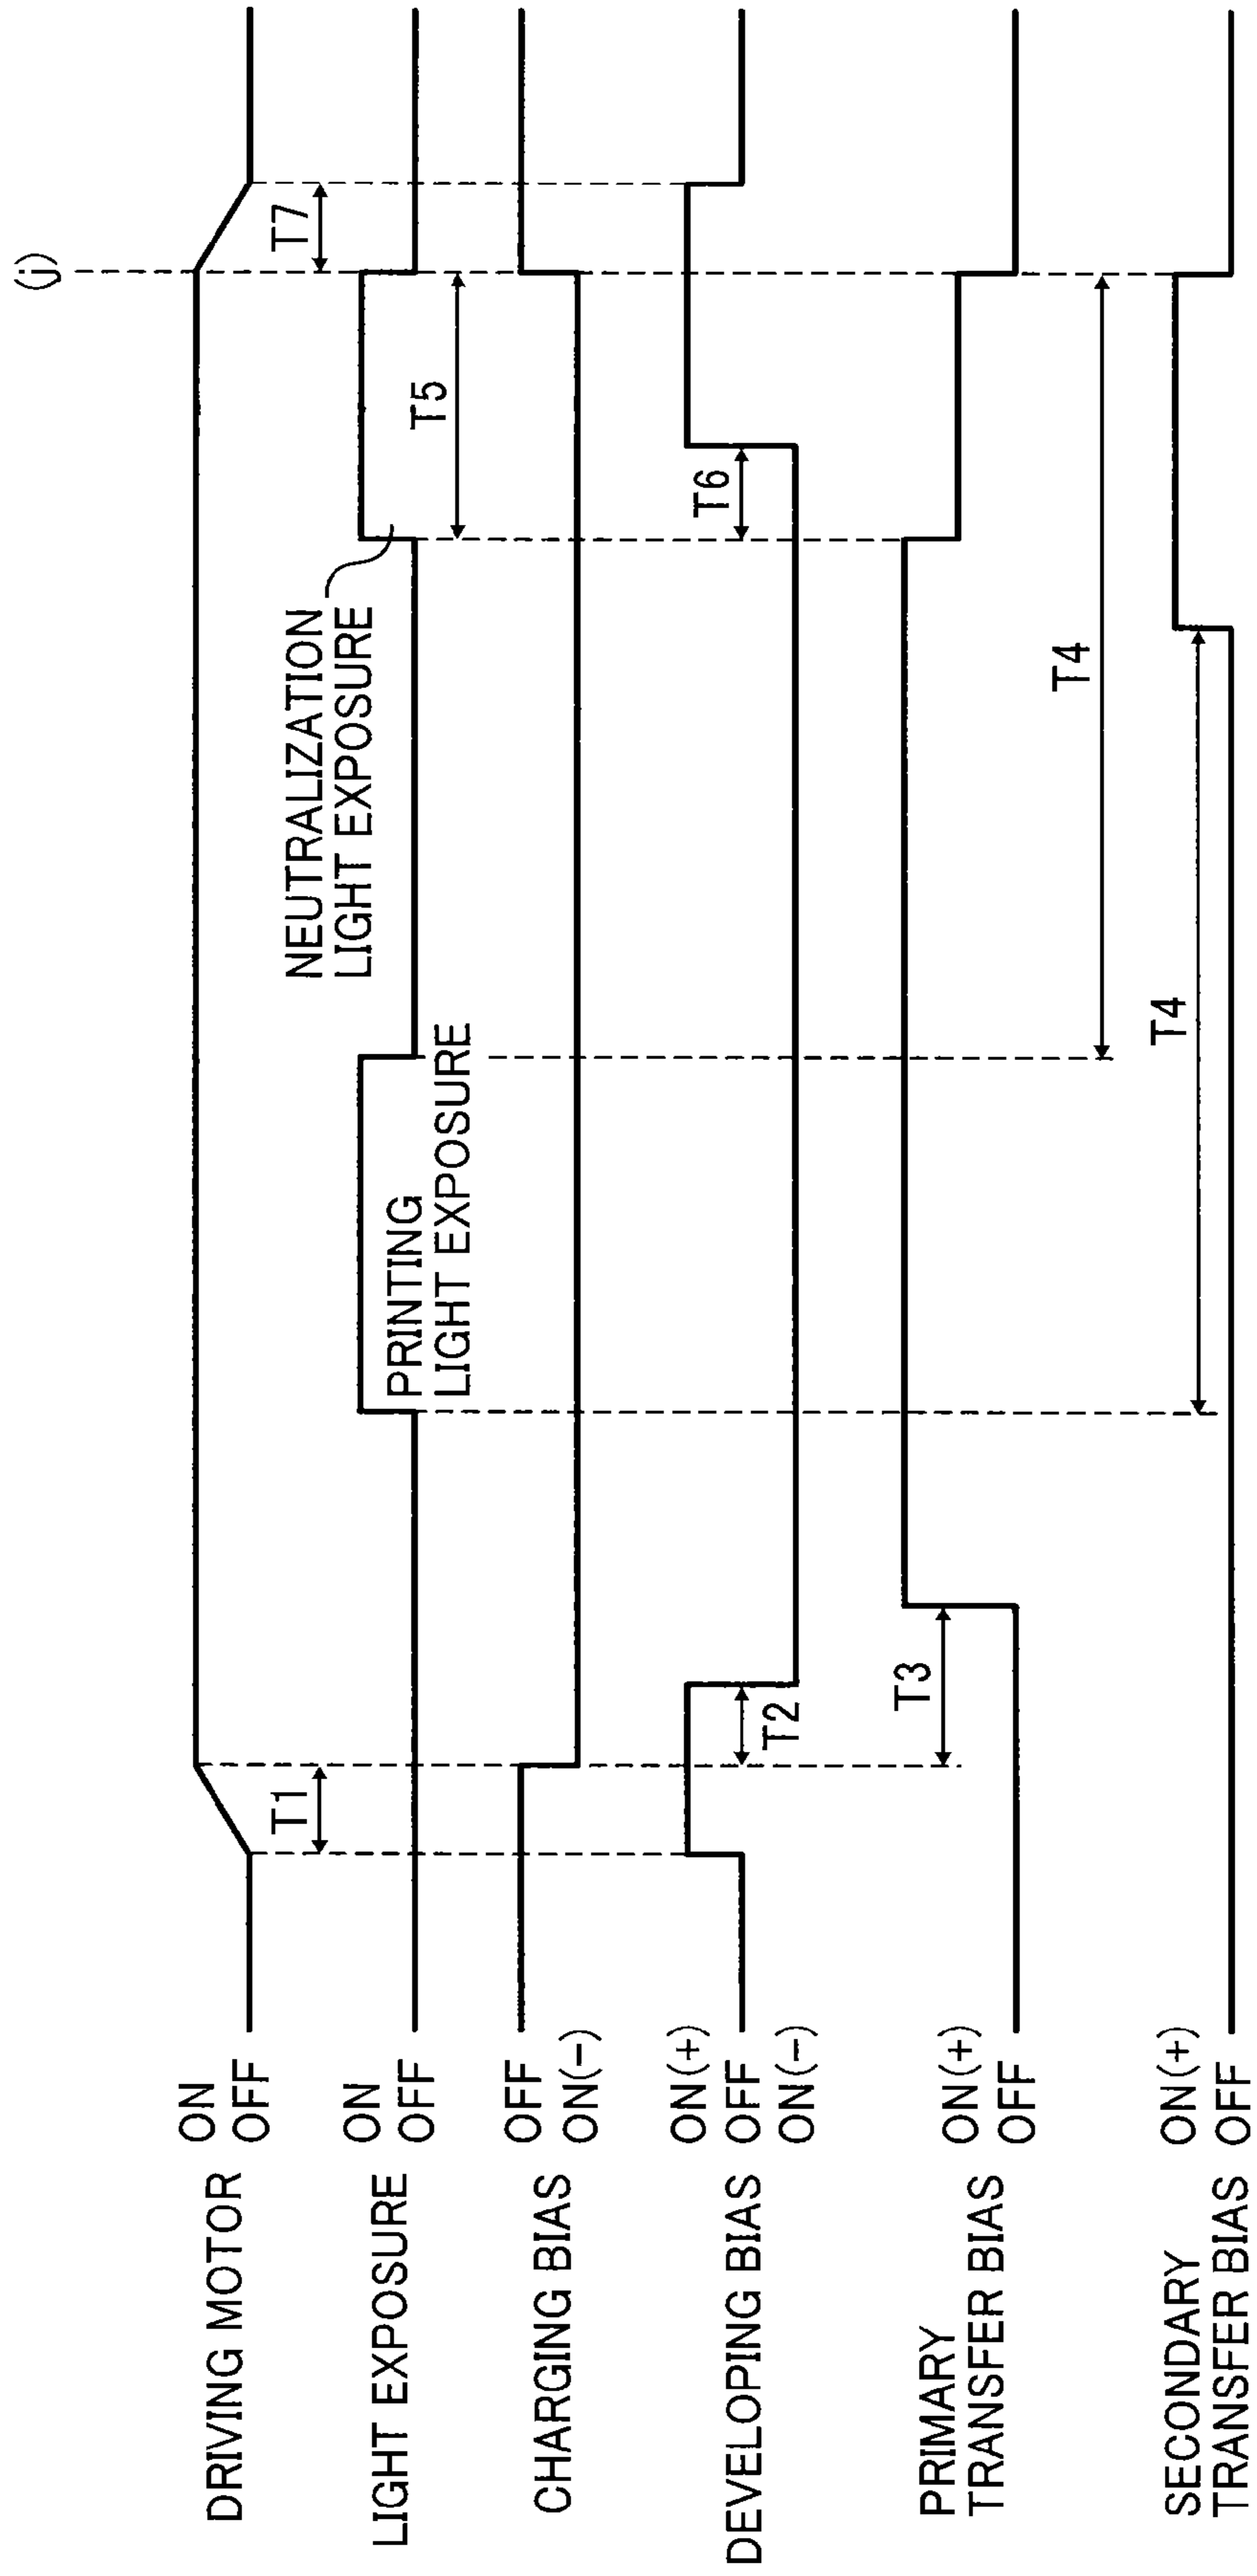 (j)
DRIVING MOTOR
ON
OFF
T1
T7
LIGHT EXPOSURE
ON
OFF
PRINTING
LIGHT EXPOSURE
NEUTRALIZATION
LIGHT EXPOSURE
T5
CHARGING BIAS
OFF
ON(-)
DEVELOPING BIAS
ON(+)
OFF
ON(-)
T2
T6
PRIMARY
TRANSFER BIAS
ON(+)
OFF
T3
T4
SECONDARY
TRANSFER BIAS
ON(+)
OFF
T4